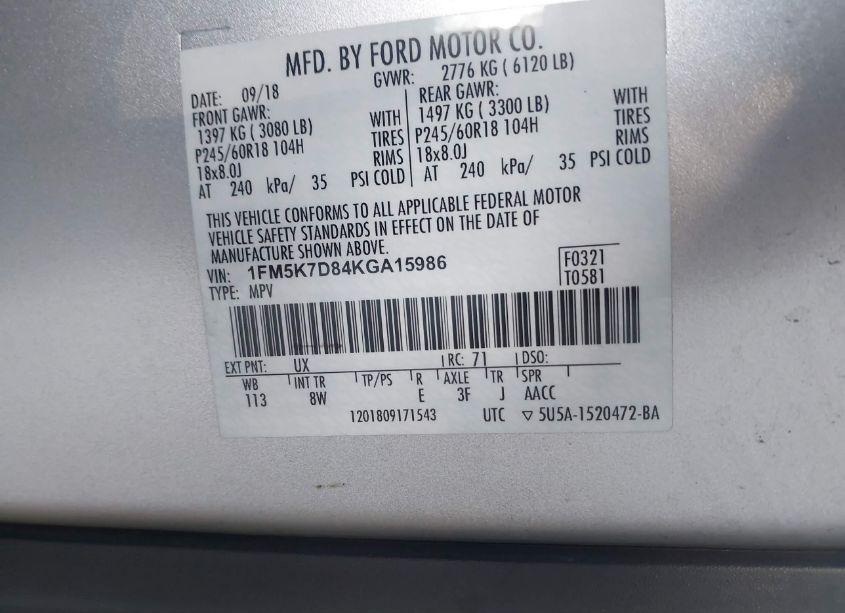 MFD. BY FORD MOTOR CO.
DATE: 09/18 GVWR: 2776 KG ( 6120 LB)
FRONT GAWR: WITH REAR GAWR: WITH
1397 KG ( 3080 LB) TIRES 1497 KG ( 3300 LB) TIRES
P245/60R18 104H RIMS P245/60R18 104H RIMS
18x8.0J 18x8.0J
AT 240 kPa/ 35 PSI COLD AT 240 kPa/ 35 PSI COLD
THIS VEHICLE CONFORMS TO ALL APPLICABLE FEDERAL MOTOR
VEHICLE SAFETY STANDARDS IN EFFECT ON THE DATE OF
MANUFACTURE SHOWN ABOVE.
VIN: 1FM5K7D84KGA15986 F0321
TYPE: MPV T0581
EXT PNT: UX RC: 71 DSO:
WB INT TR TP/PS R AXLE TR SPR
113 8W E 3F J AACC
1201809171543 UTC ▽ 5U5A-1520472-BA